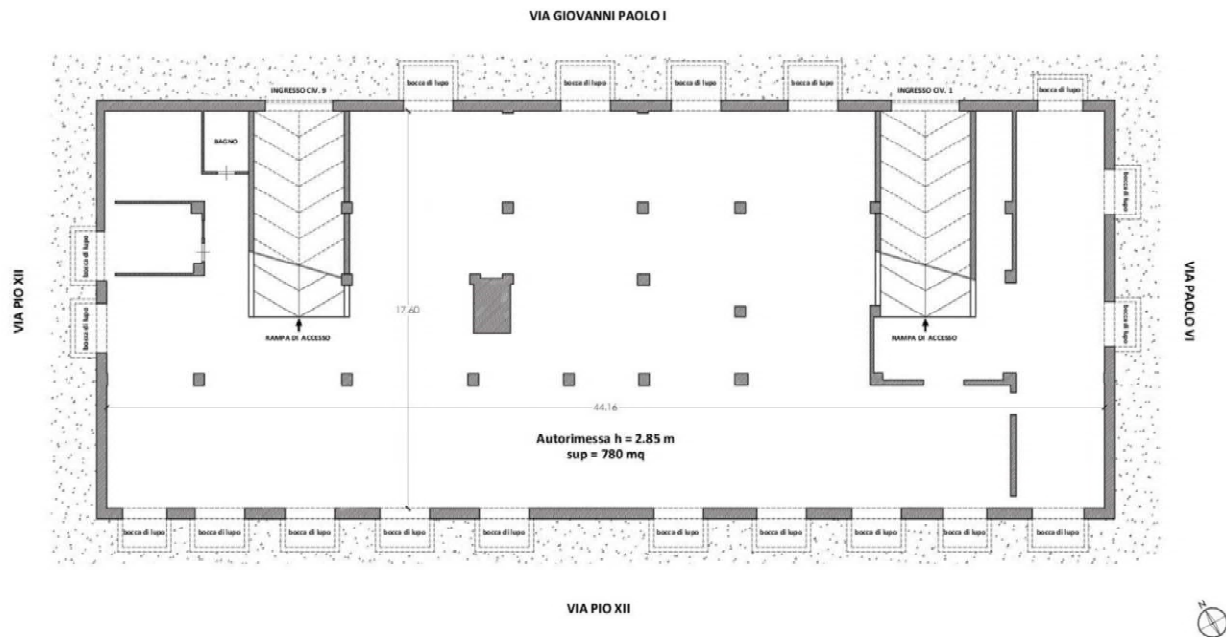 VIA GIOVANNI PAOLO I
bocca di lupo
bocca di lupo
bocca di lupo
bocca di lupo
bocca di lupo
INGRESSO CIV. 9
INGRESSO CIV. 1
BAGNO
bocca di lupo
bocca di lupo
bocca di lupo
bocca di lupo
VIA PIO XII
VIA PAOLO VI
17.60
RAMPA DI ACCESSO
RAMPA DI ACCESSO
44.16
Autorimessa h = 2.85 m
sup = 780 mq
bocca di lupo
bocca di lupo
bocca di lupo
bocca di lupo
bocca di lupo
bocca di lupo
bocca di lupo
bocca di lupo
bocca di lupo
bocca di lupo
VIA PIO XII
N